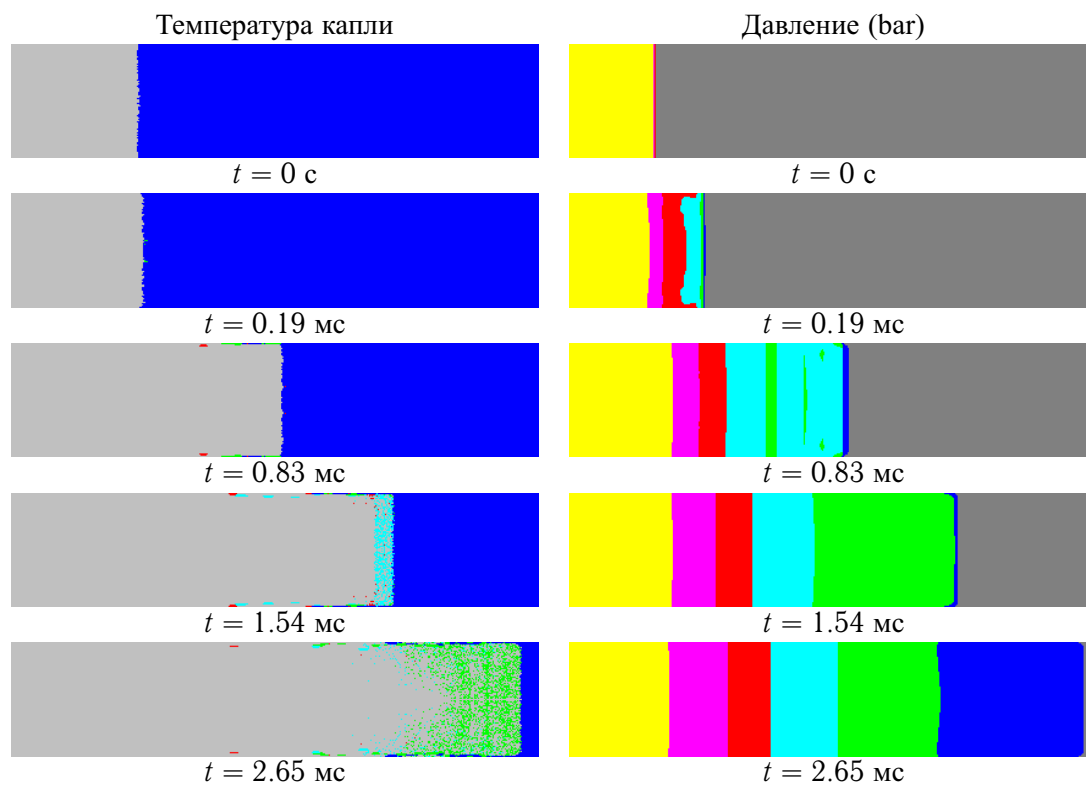 Температура капли Давление (bar)
t = 0 с t = 0 с
t = 0.19 мс t = 0.19 мс
t = 0.83 мс t = 0.83 мс
t = 1.54 мс t = 1.54 мс
t = 2.65 мс t = 2.65 мс